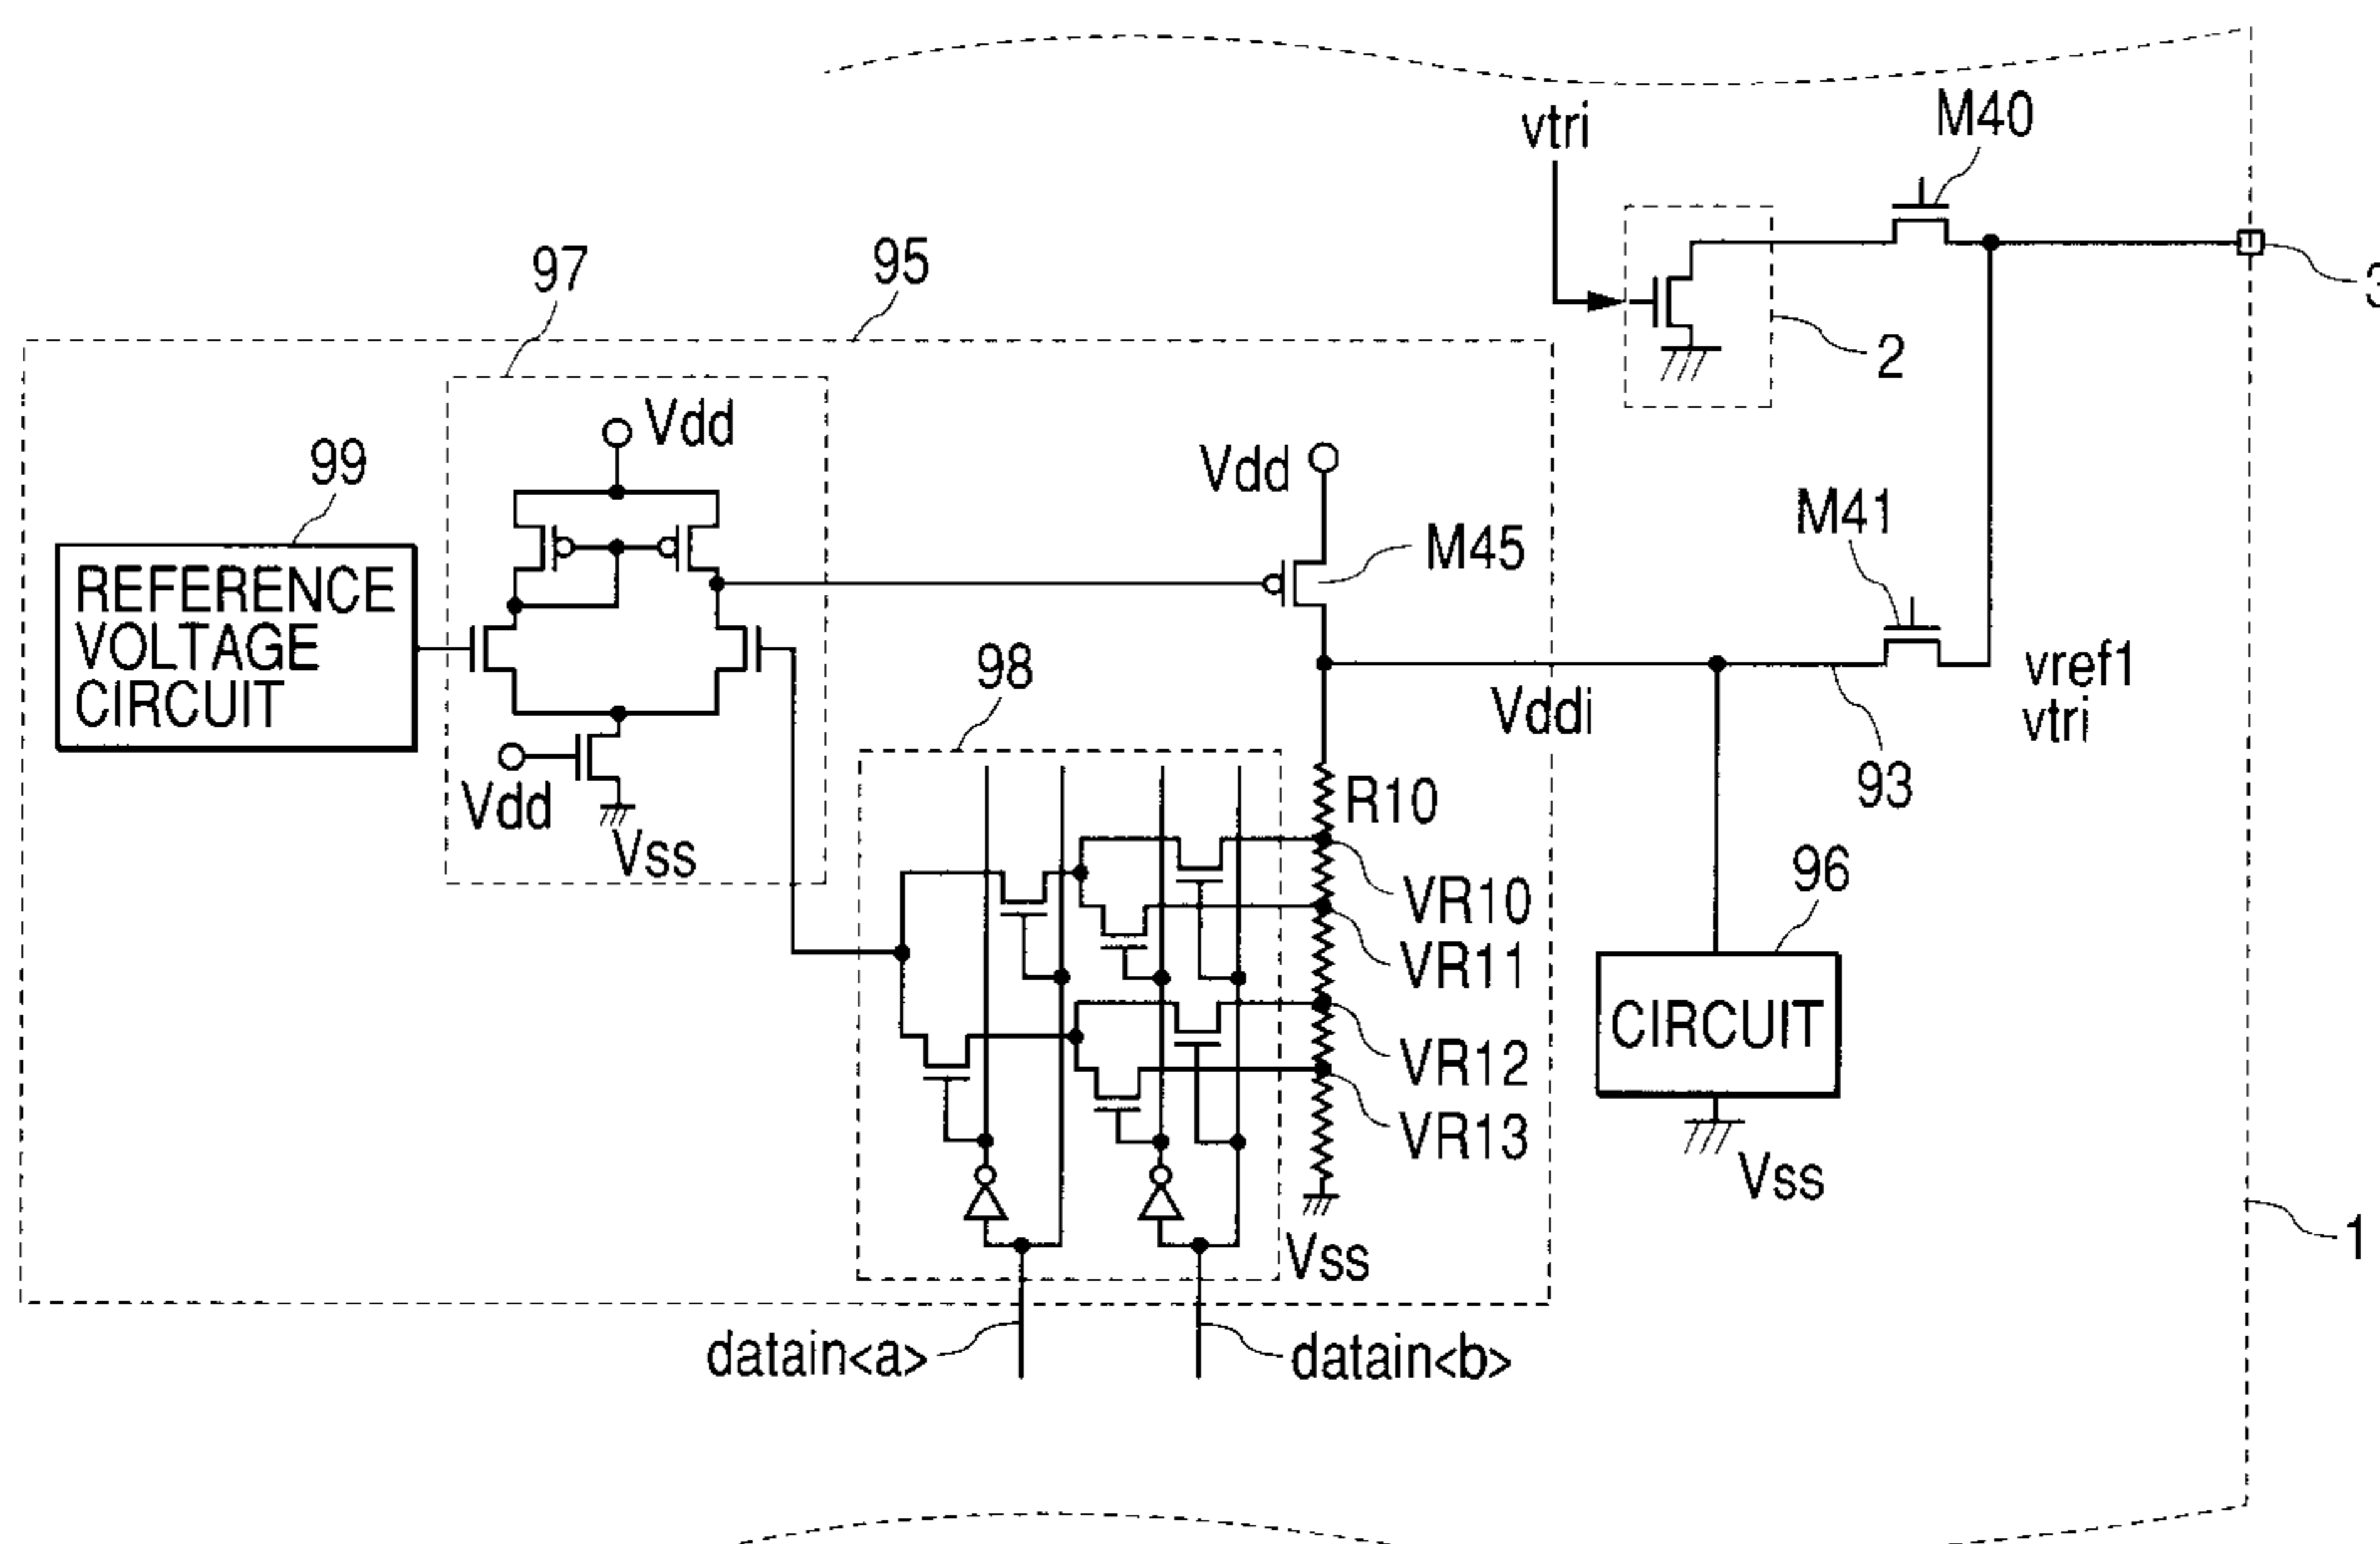 vtri
M40
3
97
95
2
Vdd
99
Vdd
M45
M41
REFERENCE
VOLTAGE
CIRCUIT
98
Vddi
vref1
vtri
93
Vdd
Vss
R10
VR10
96
VR11
CIRCUIT
VR12
VR13
Vss
Vss
1
datain<a>
datain<b>